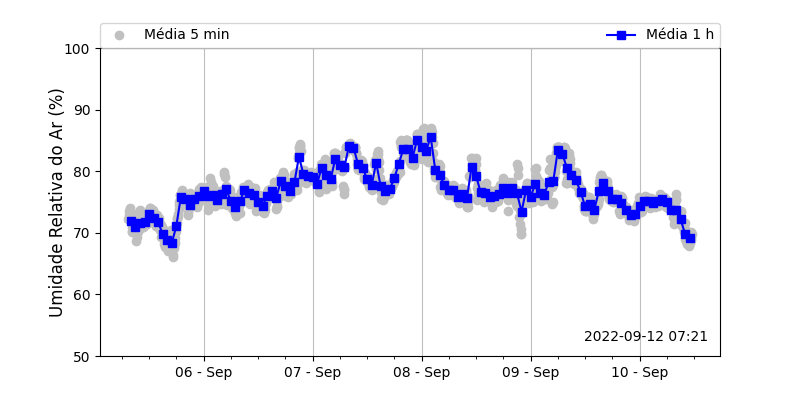 Média 5 min
Média 1 h
Umidade Relativa do Ar (%)
100
90
80
70
60
50
2022-09-12 07:21
06 - Sep
07 - Sep
08 - Sep
09 - Sep
10 - Sep